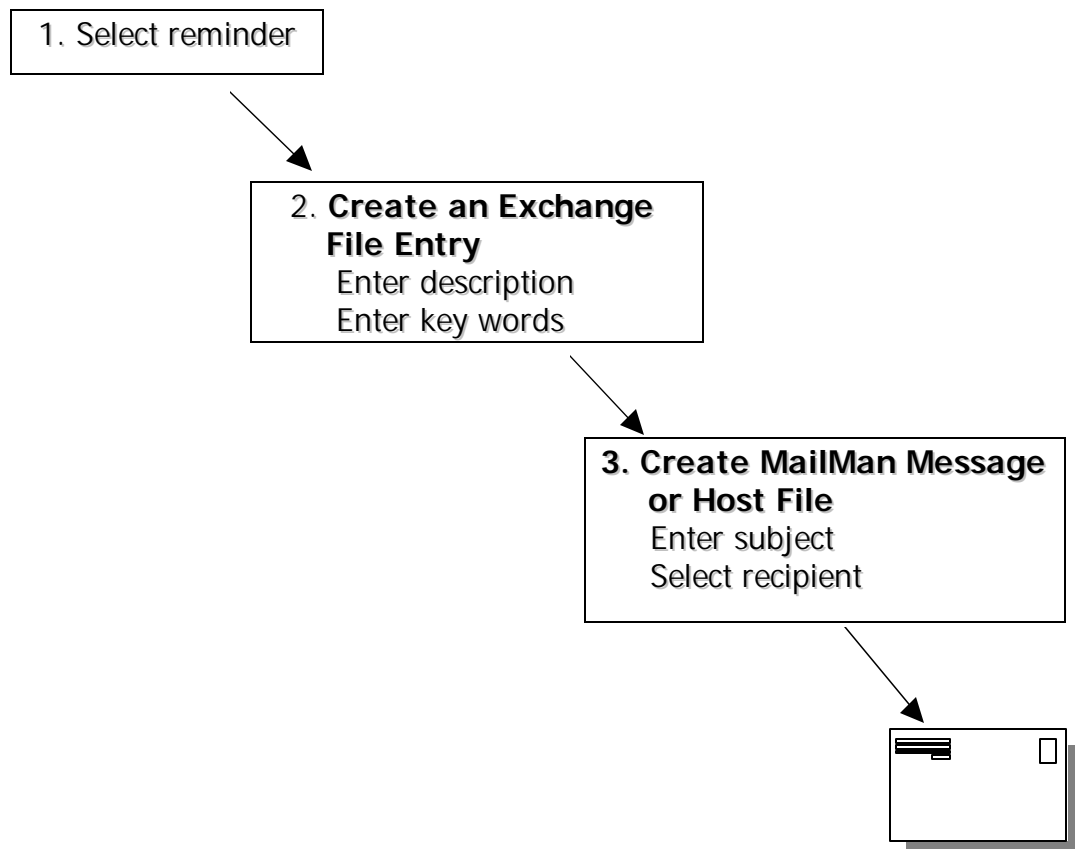 1. Select reminder
2. Create an Exchange
File Entry
Enter description
Enter key words
3. Create MailMan Message
or Host File
Enter subject
Select recipient